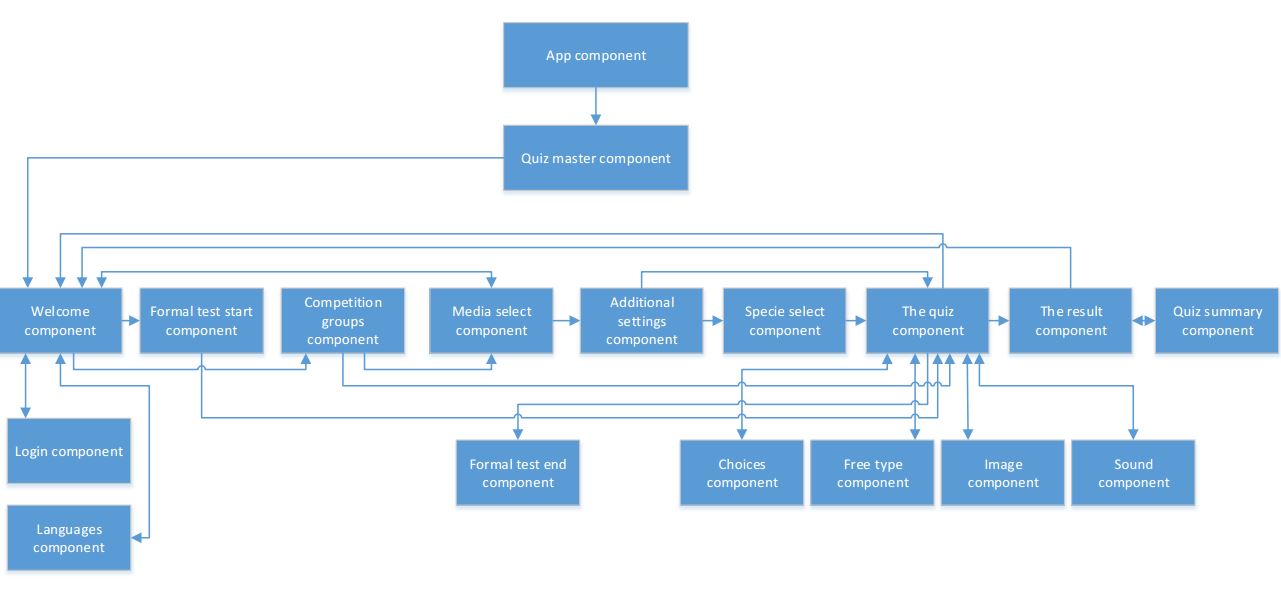 App component
Quiz master component
Welcome
component
Formal test start
component
Competition
groups
component
Media select
component
Additional
settings
component
Specie select
component
The quiz
component
The result
component
Quiz summary
component
Login component
Languages
component
Formal test end
component
Choices
component
Free type
component
Image
component
Sound
component